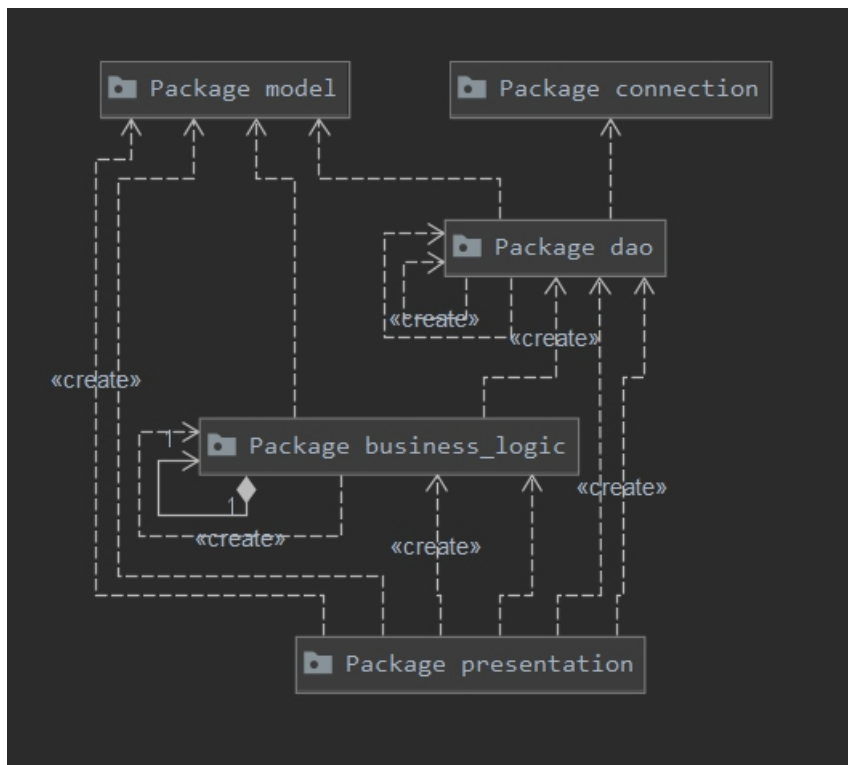 Package model
Package connection
Package dao
«create»
«create»
«create»
1
Package business_logic
«create»
1
«create»
«create»
Package presentation